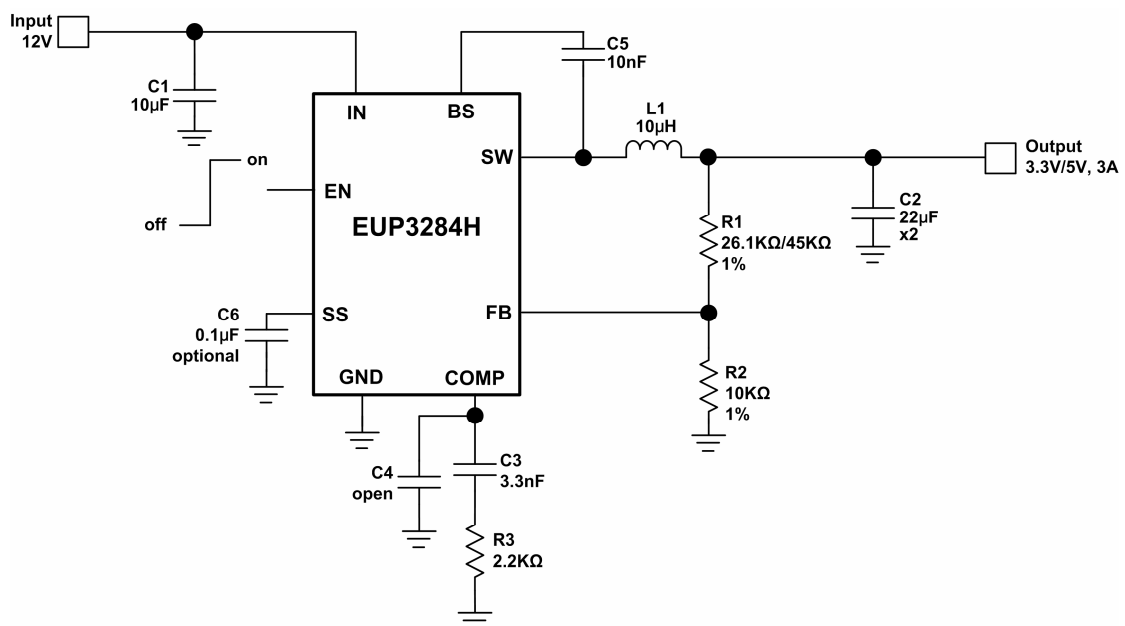 Input
12V
C1
10µF
IN
BS
C5
10nF
L1
10µH
SW
Output
3.3V/5V, 3A
on
off
EN
EUP3284H
C2
22µF
x2
R1
26.1KΩ/45KΩ
1%
C6
0.1µF
optional
SS
FB
GND
COMP
R2
10KΩ
1%
C4
open
C3
3.3nF
R3
2.2KΩ